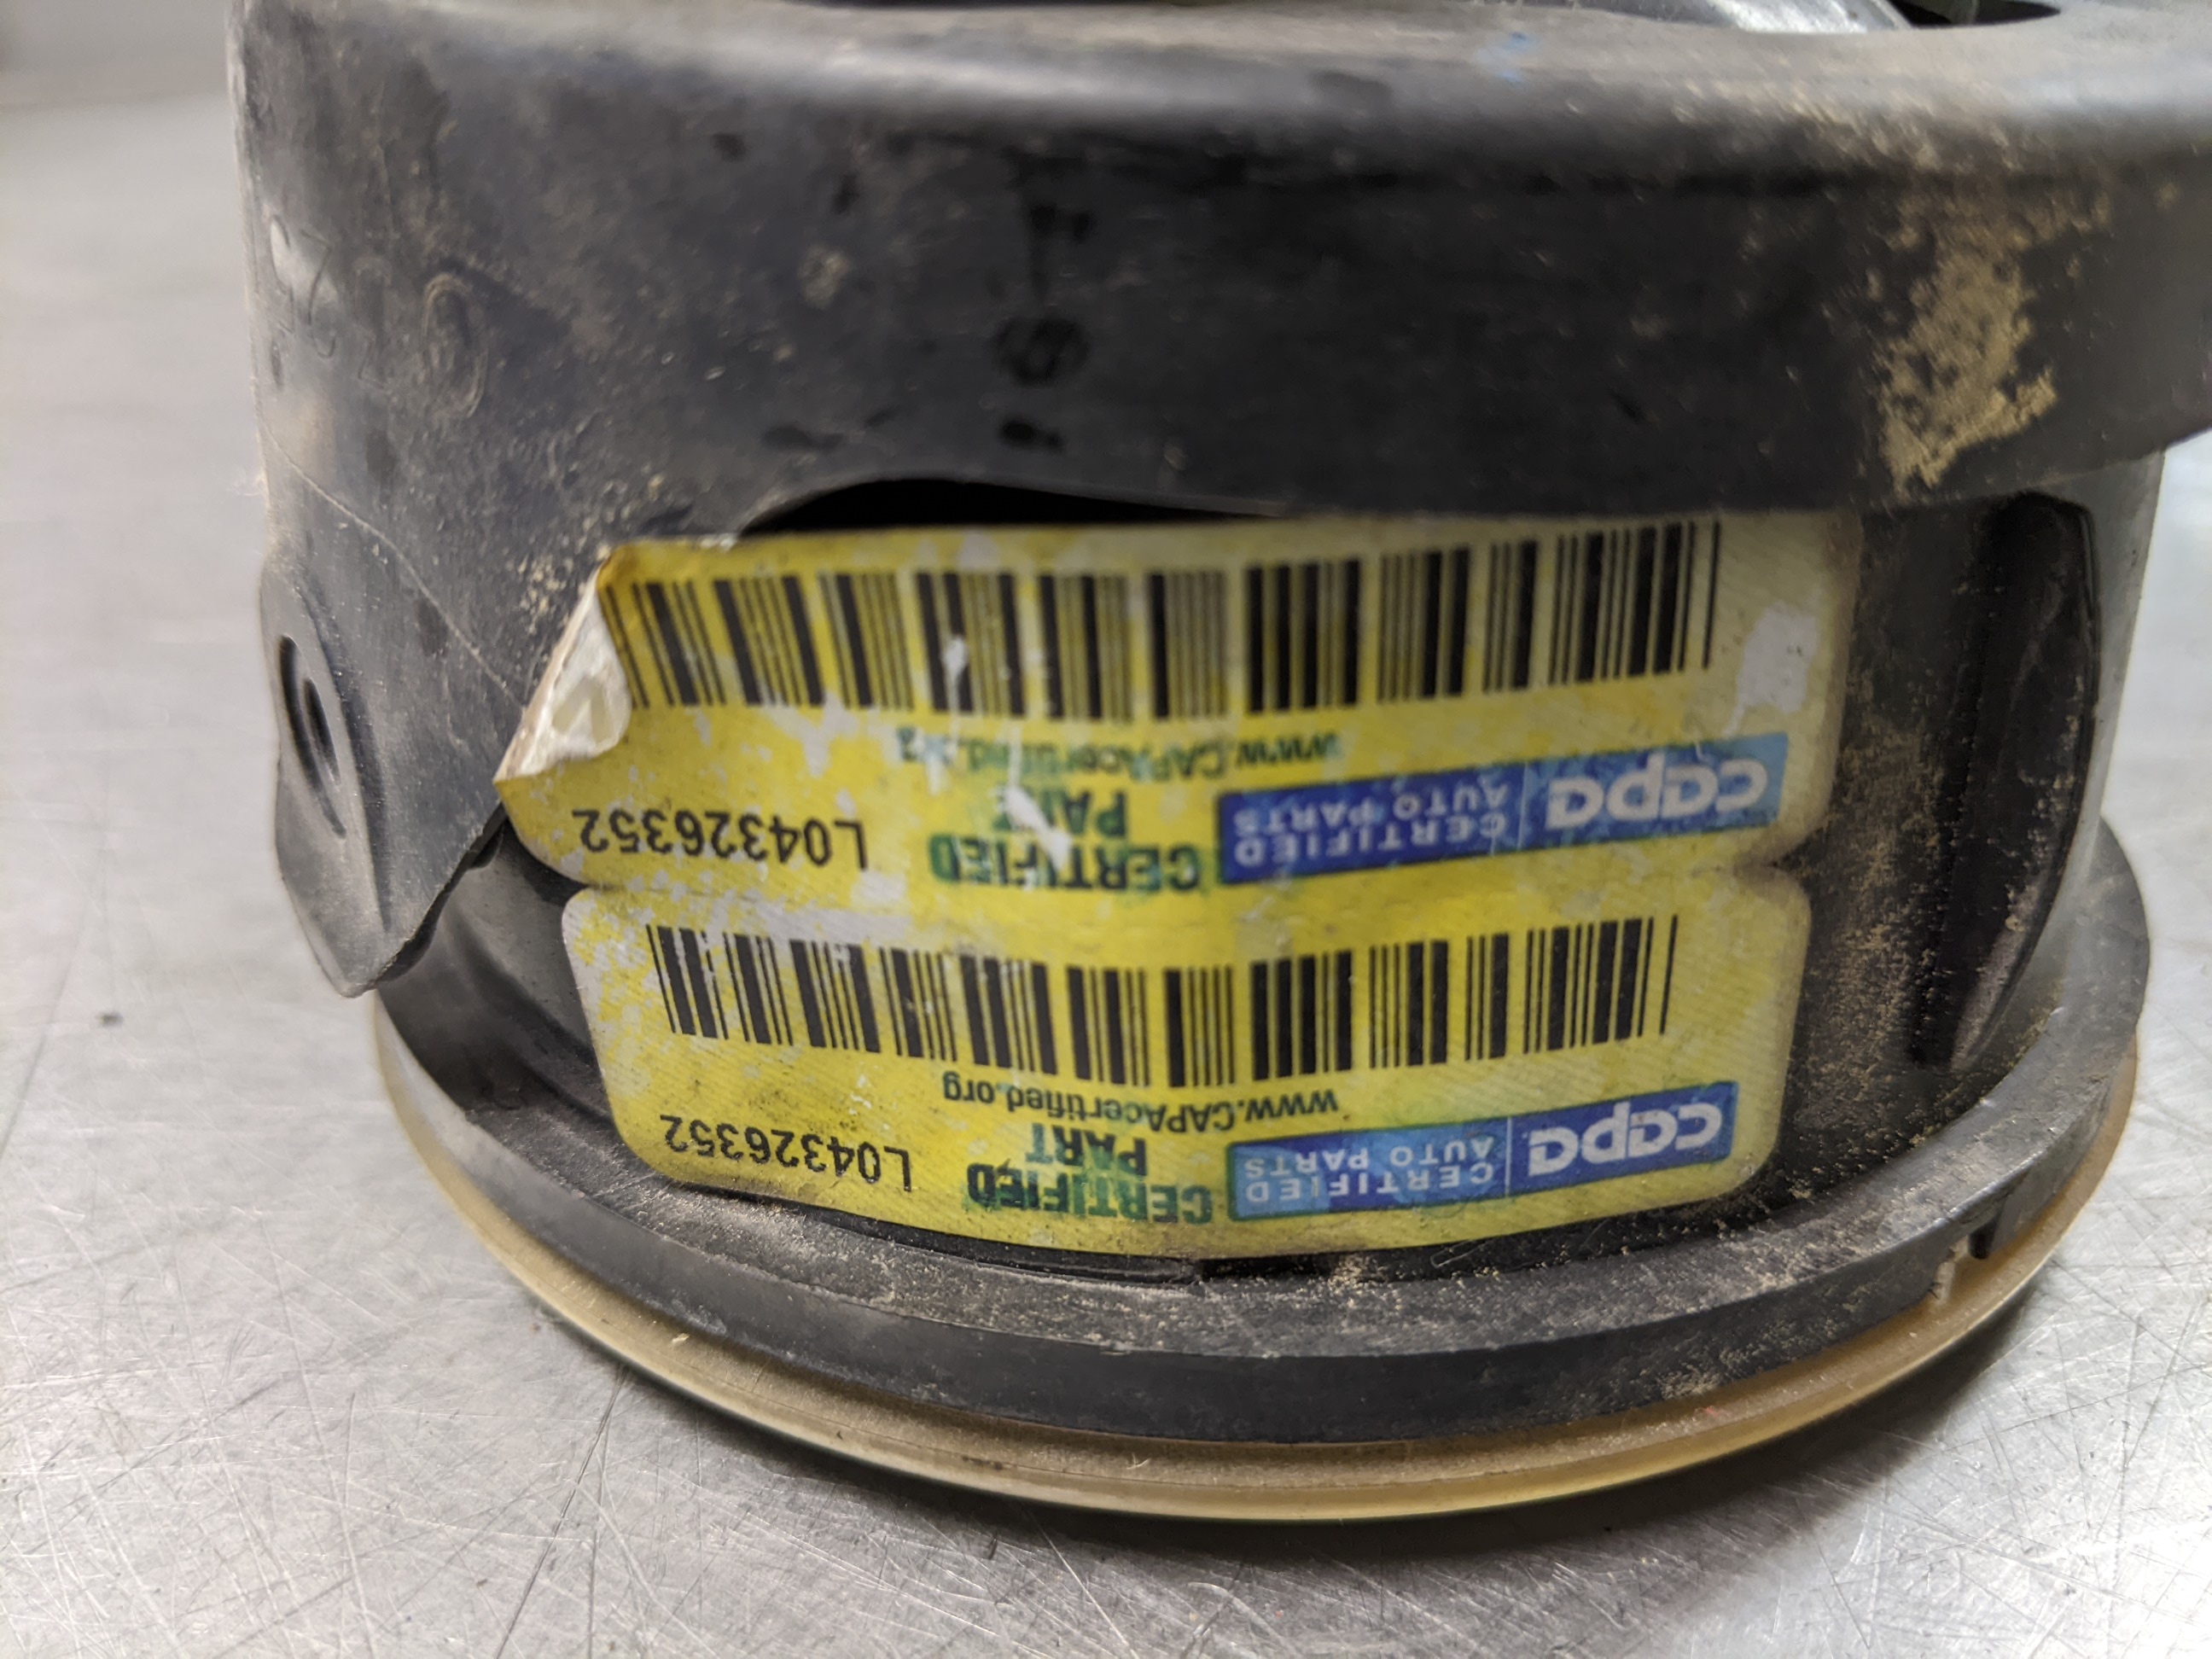 capa CERTIFIED AUTO PARTS
CERTIFIED PART
L04326352
www.CAPAcertified.org
capa CERTIFIED AUTO PARTS
CERTIFIED PART
L04326352